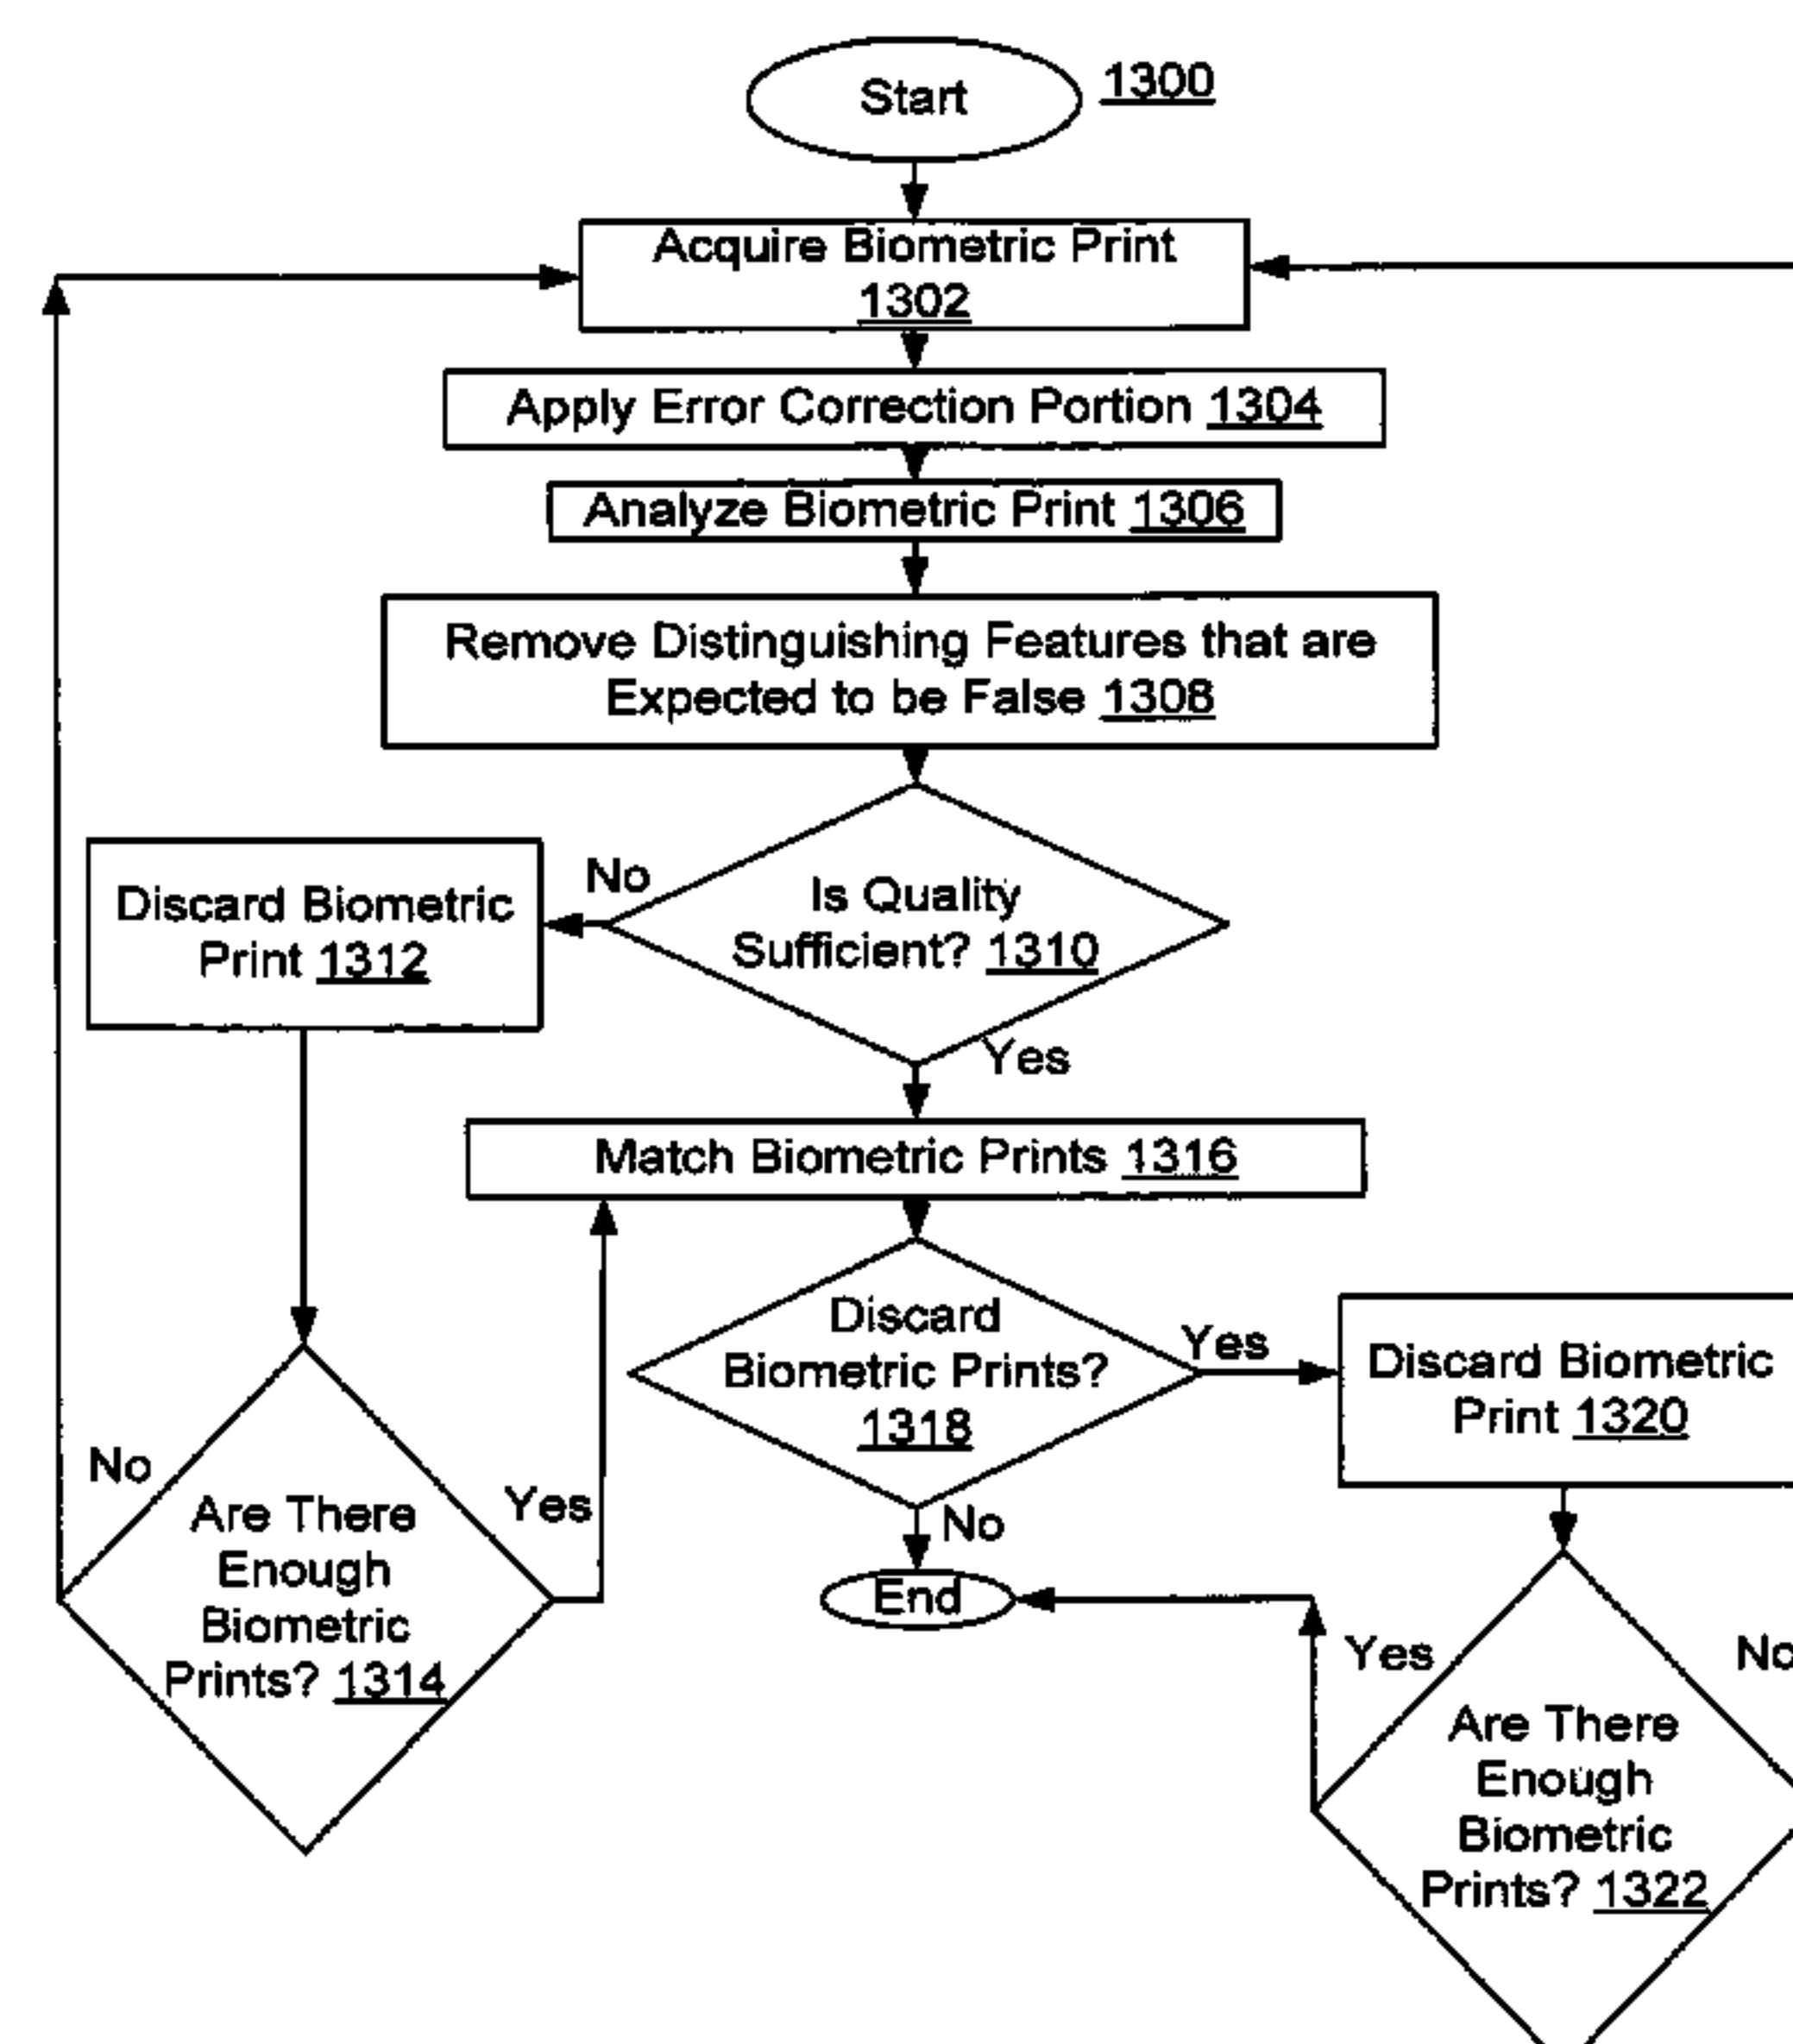 Start
1300
Acquire Biometric Print
1302
Apply Error Correction Portion 1304
Analyze Biometric Print 1306
Remove Distinguishing Features that are
Expected to be False 1308
No
Is Quality
Sufficient? 1310
Discard Biometric
Print 1312
Yes
Match Biometric Prints 1316
Discard
Biometric Prints?
1318
Yes
Discard Biometric
Print 1320
No
Are There
Enough
Biometric
Prints? 1314
Yes
No
End
Yes
No
Are There
Enough
Biometric
Prints? 1322